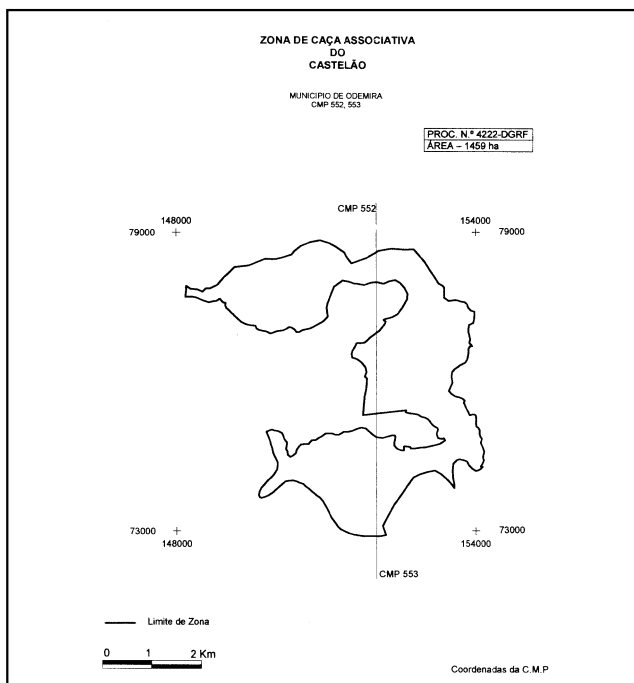 ZONA DE CAÇA ASSOCIATIVA
DO
CASTELÃO
MUNICIPIO DE ODEMIRA
CMP 552, 553
PROC. N.º 4222-DGRF
ÁREA – 1459 ha
CMP 552
148000
154000
79000
79000
73000
73000
148000
154000
CMP 553
Limite de Zona
0 1 2 Km
Coordenadas da C.M.P